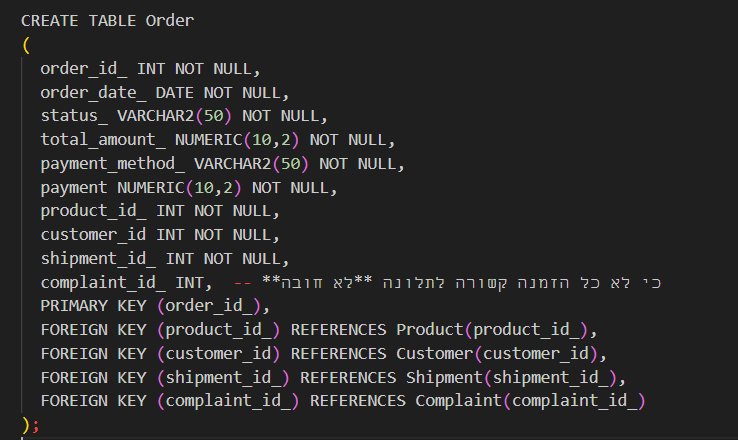 CREATE TABLE Order
(
order_id_ INT NOT NULL,
order_date_ DATE NOT NULL,
status_ VARCHAR2(50) NOT NULL,
total_amount_ NUMERIC(10,2) NOT NULL,
payment_method_ VARCHAR2(50) NOT NULL,
payment NUMERIC(10,2) NOT NULL,
product_id_ INT NOT NULL,
customer_id INT NOT NULL,
shipment_id_ INT NOT NULL,
complaint_id_ INT,  -- **לא חובה** כי לא כל הזמנה קשורה לתלונה
PRIMARY KEY (order_id_),
FOREIGN KEY (product_id_) REFERENCES Product(product_id_),
FOREIGN KEY (customer_id) REFERENCES Customer(customer_id),
FOREIGN KEY (shipment_id_) REFERENCES Shipment(shipment_id_),
FOREIGN KEY (complaint_id_) REFERENCES Complaint(complaint_id_)
);